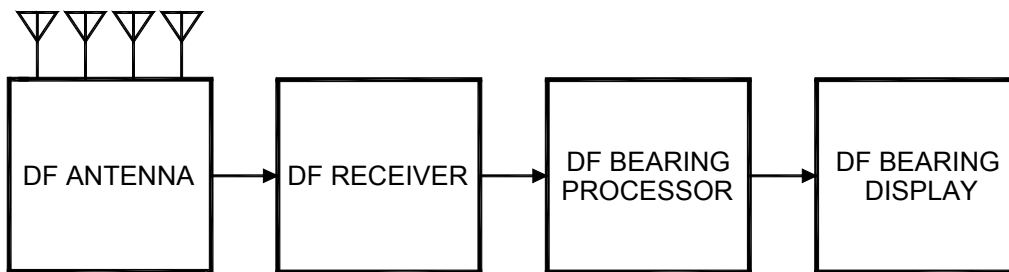 DF ANTENNA
DF RECEIVER
DF BEARING
PROCESSOR
DF BEARING
DISPLAY